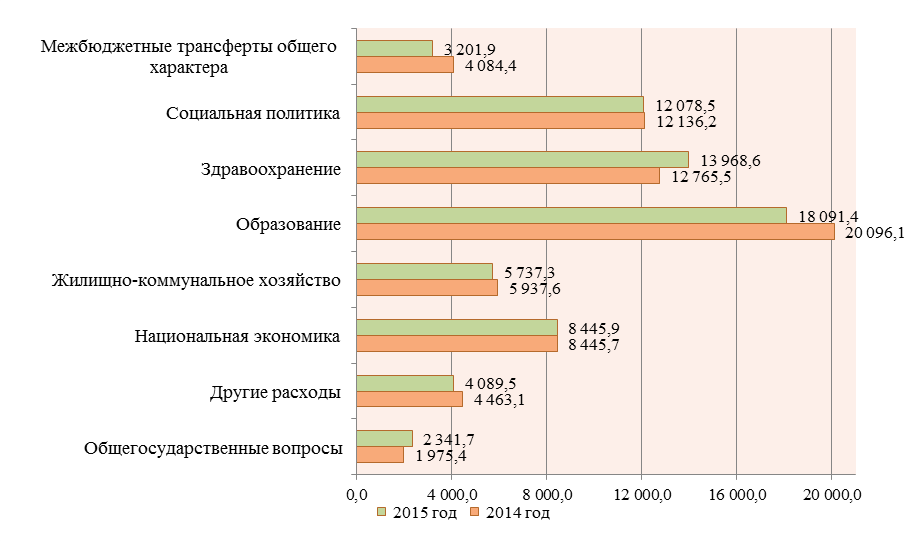 Межбюджетные трансферты общего
характера
3 201,9
4 084,4
Социальная политика
12 078,5
12 136,2
Здравоохранение
13 968,6
12 765,5
Образование
18 091,4
20 096,1
Жилищно-коммунальное хозяйство
5 737,3
5 937,6
Национальная экономика
8 445,9
8 445,7
Другие расходы
4 089,5
4 463,1
Общегосударственные вопросы
2 341,7
1 975,4
0,0 4 000,0 8 000,0 12 000,0 16 000,0 20 000,0
2015 год 2014 год